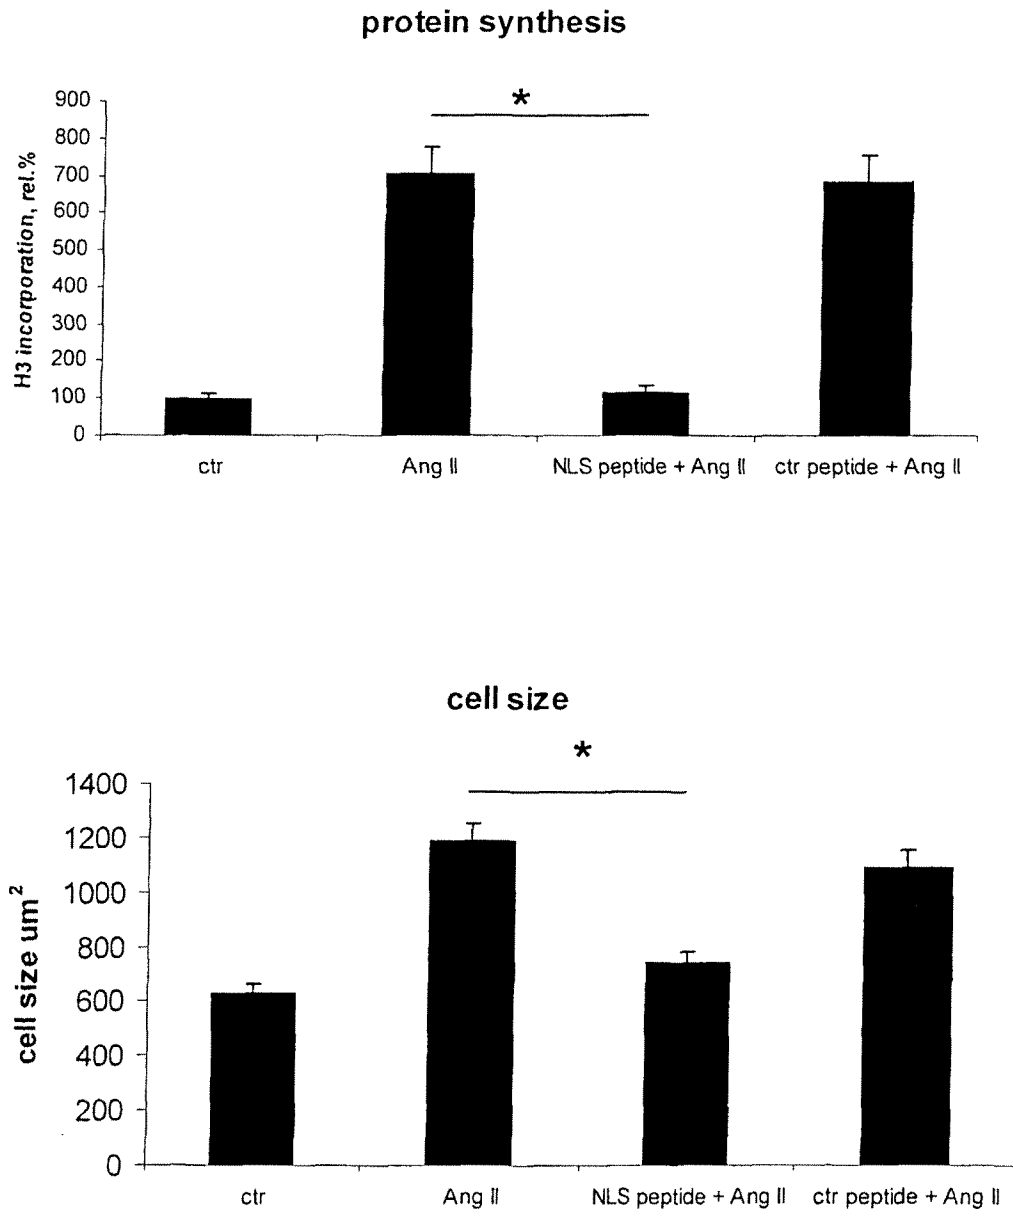 protein synthesis
*
H3 incorporation, rel.%
900
800
700
600
500
400
300
200
100
0
ctr
Ang II
NLS peptide + Ang II
ctr peptide + Ang II
cell size
*
cell size um²
1400
1200
1000
800
600
400
200
0
ctr
Ang II
NLS peptide + Ang II
ctr peptide + Ang II